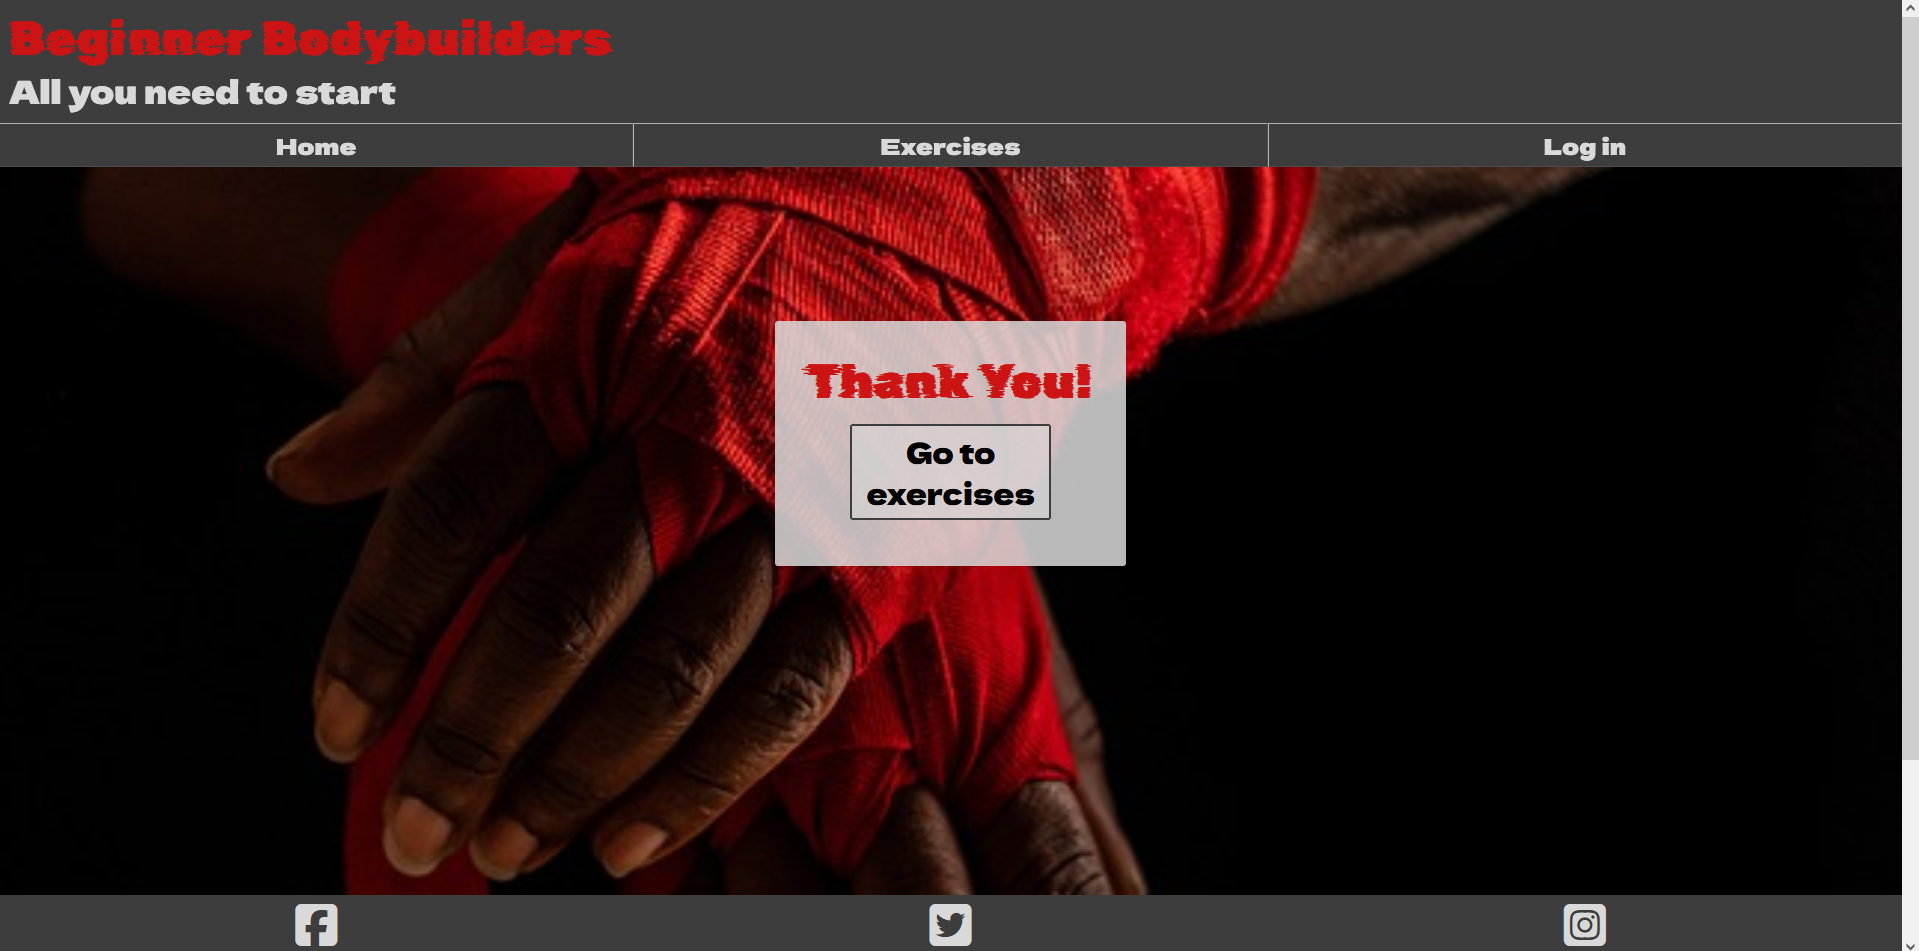 Beginner Bodybuilders
All you need to start
Home
Exercises
Log in
Thank You!
Go to
exercises